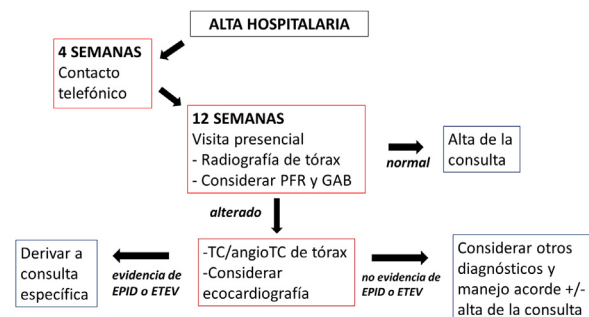 ALTA HOSPITALARIA
4 SEMANAS
Contacto
telefónico
12 SEMANAS
Visita presencial
- Radiografía de tórax
- Considerar PFR y GAB
normal
Alta de la
consulta
alterado
-TC/angioTC de tórax
-Considerar
ecocardiografía
evidencia de
EPID o ETEV
Derivar a
consulta
específica
no evidencia de
EPID o ETEV
Considerar otros
diagnósticos y
manejo acorde +/-
alta de la consulta